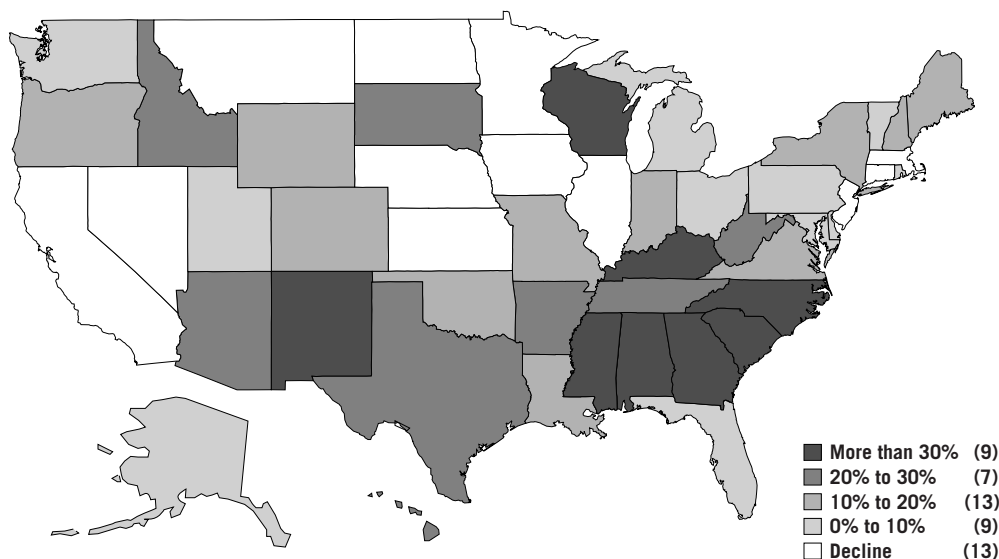 More than 30% (9)
20% to 30% (7)
10% to 20% (13)
0% to 10% (9)
Decline (13)